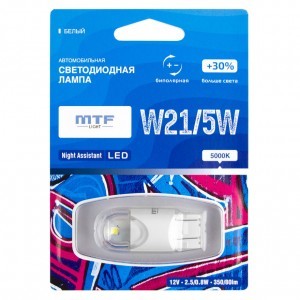 БЕЛЫЙ
АВТОМОБИЛЬНАЯ
СВЕТОДИОДНАЯ
ЛАМПА
биполярная
+30%
больше света
MTF
LIGHT
W21/5W
Night Assistant LED
5000K
12V - 2.5/0.8W - 350/80lm